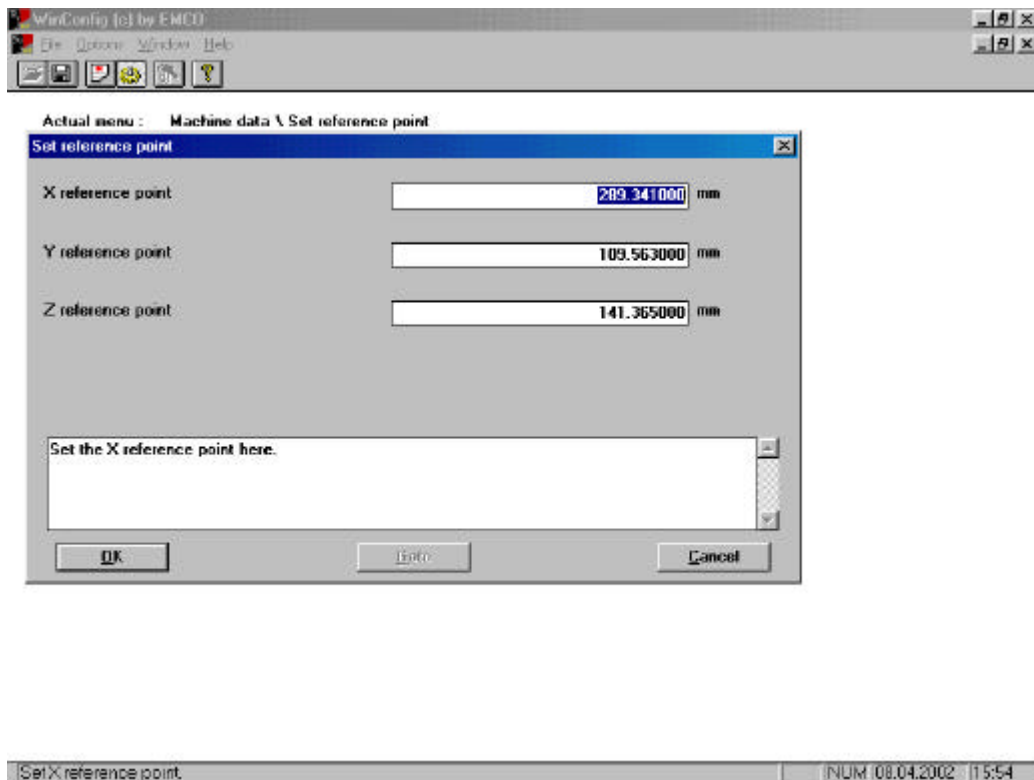 WinConfig (c) by EMCO
File Options Window Help
Actual menu : Machine data \ Set reference point
Set reference point
X reference point 289.341000 mm
Y reference point 109.563000 mm
Z reference point 141.365000 mm
Set the X reference point here.
OK Cancel
Set X reference point. NUM 08.04.2002 15:54